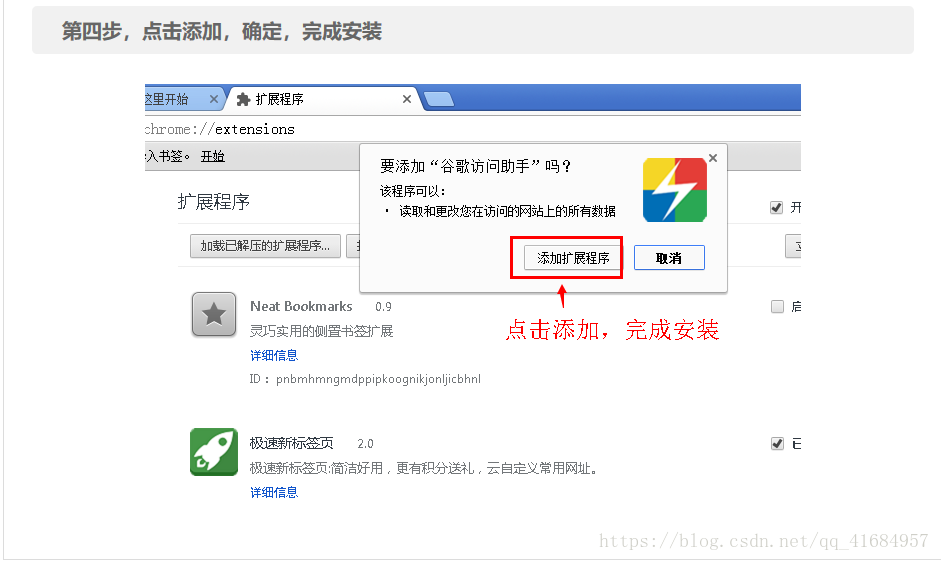 第四步，点击添加，确定，完成安装
这里开始
扩展程序
chrome://extensions
入书签。 开始
要添加“谷歌访问助手”吗？
该程序可以：
· 读取和更改您在访问的网站上的所有数据
扩展程序
加载已解压的扩展程序...
添加扩展程序
取消
点击添加，完成安装
Neat Bookmarks 0.9
灵巧实用的侧置书签扩展
详细信息
ID： pnbmhmngmdppipkoognikjonljicbhnl
极速新标签页 2.0
极速新标签页:简洁好用，更有积分送礼，云自定义常用网址。
详细信息
https://blog.csdn.net/qq_41684957